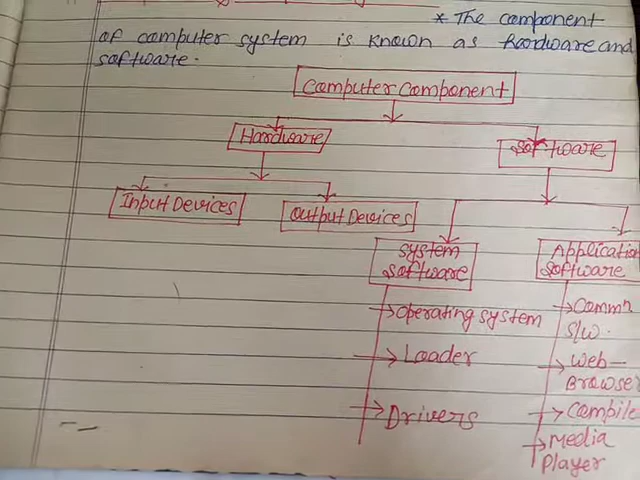 * The component
of computer system is known as hardware and
software.
Computer Component
Hardware
Software
Input Devices
Output Devices
System
Software
Application
Software
→ Operating system
→ Loader
→ Drivers
→ Commn
S/W.
→ Web-
Browser
→ Compile
→ Media
Player